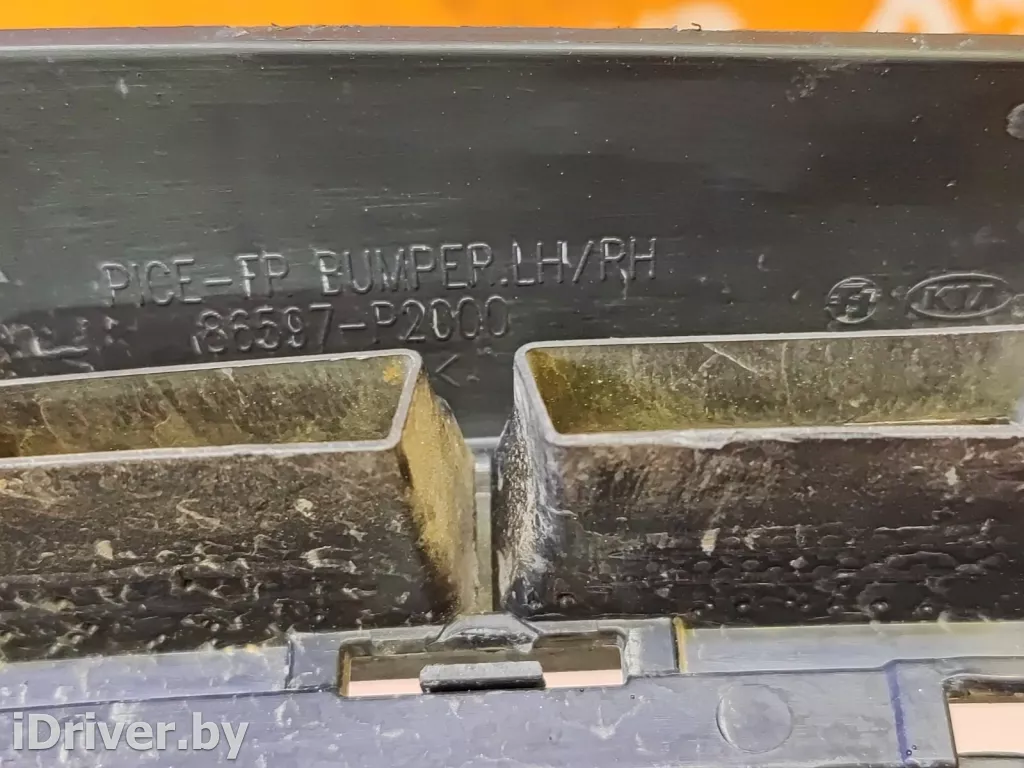 PICE-FR BUMPER.LH/RH
86597-P2000
KIA
iDriver.by